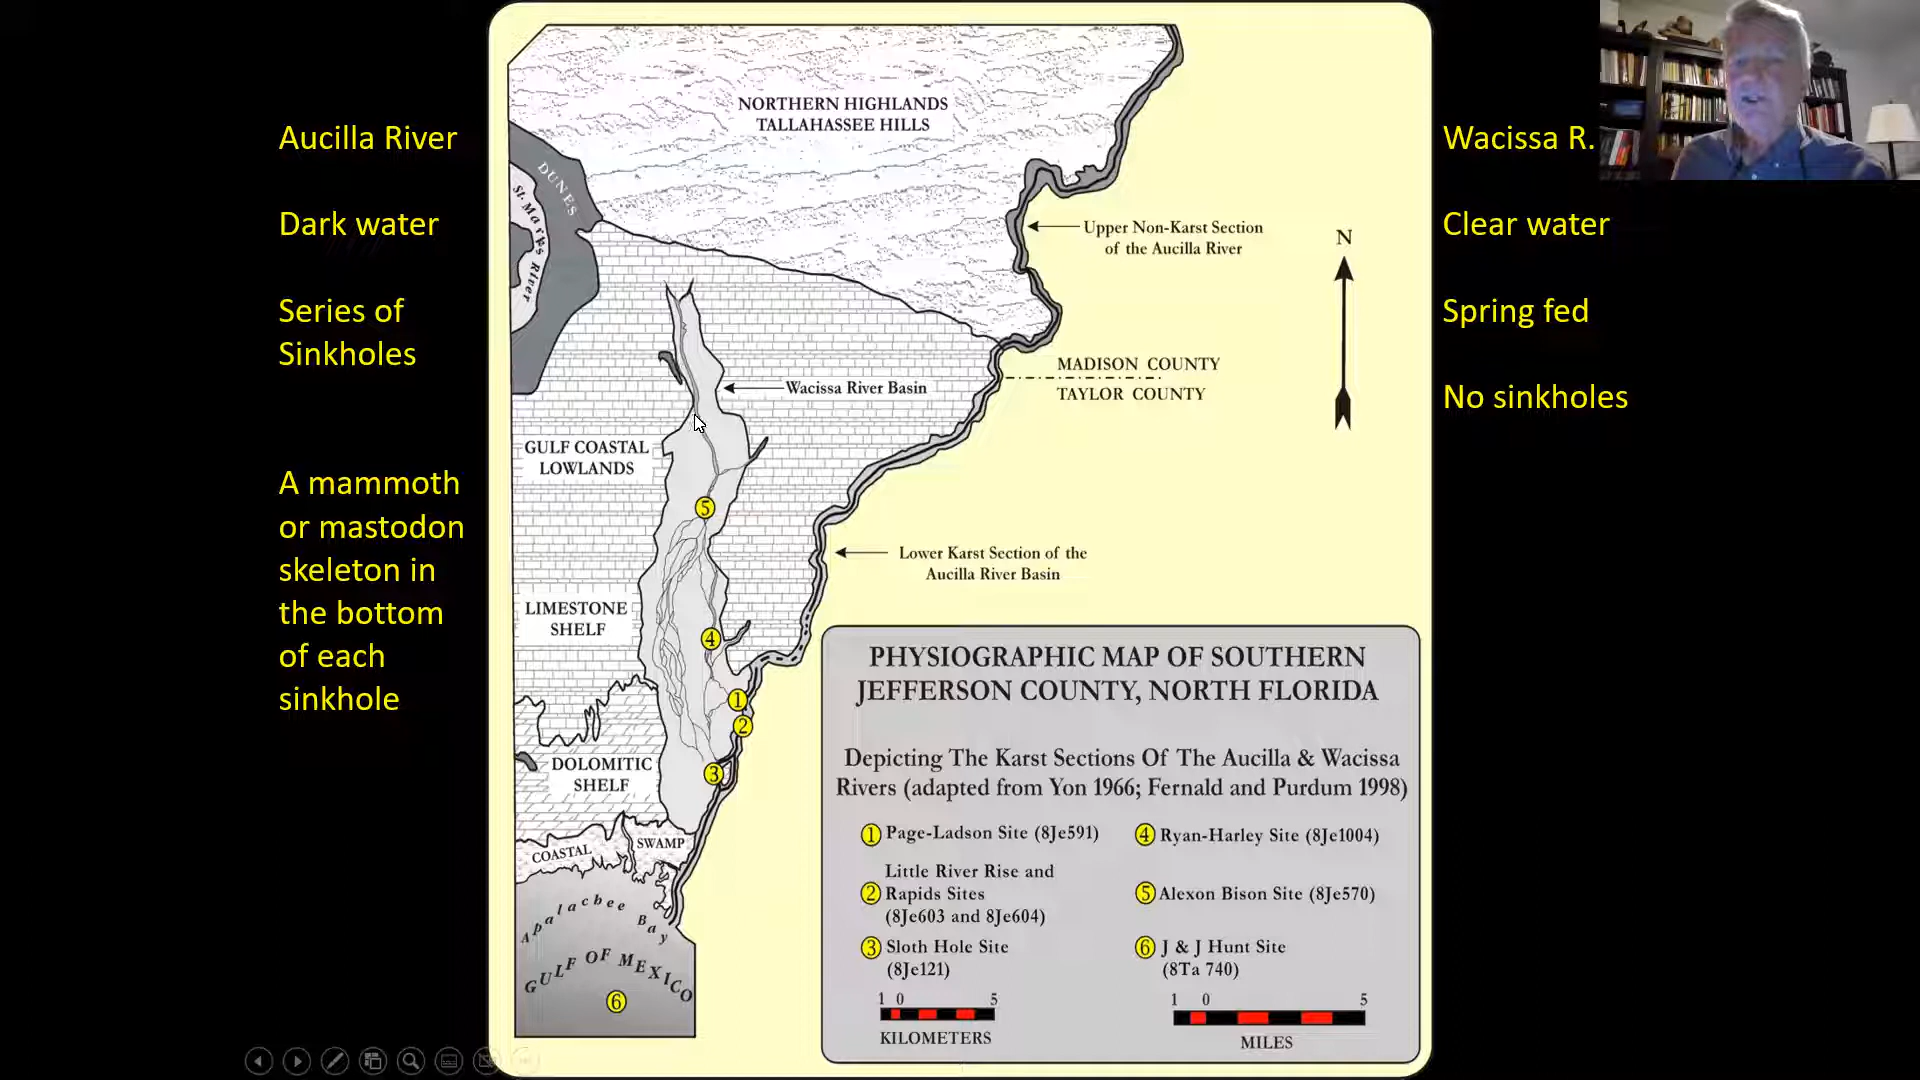 Aucilla River
Dark water
Series of
Sinkholes
A mammoth
or mastodon
skeleton in
the bottom
of each
sinkhole
NORTHERN HIGHLANDS
TALLAHASSEE HILLS
DUNES
St. Marks River
Upper Non-Karst Section
of the Aucilla River
N
MADISON COUNTY
TAYLOR COUNTY
Wacissa River Basin
GULF COASTAL
LOWLANDS
5
Lower Karst Section of the
Aucilla River Basin
LIMESTONE
SHELF
4
1
2
3
DOLOMITIC
SHELF
COASTAL
SWAMP
Apalachee Bay
GULF OF MEXICO
6
PHYSIOGRAPHIC MAP OF SOUTHERN
JEFFERSON COUNTY, NORTH FLORIDA
Depicting The Karst Sections Of The Aucilla & Wacissa
Rivers (adapted from Yon 1966; Fernald and Purdum 1998)
1 Page-Ladson Site (8Je591)
Little River Rise and
2 Rapids Sites
(8Je603 and 8Je604)
3 Sloth Hole Site
(8Je121)
4 Ryan-Harley Site (8Je1004)
5 Alexon Bison Site (8Je570)
6 J & J Hunt Site
(8Ta 740)
1 0 5
KILOMETERS
1 0 5
MILES
Wacissa R.
Clear water
Spring fed
No sinkholes